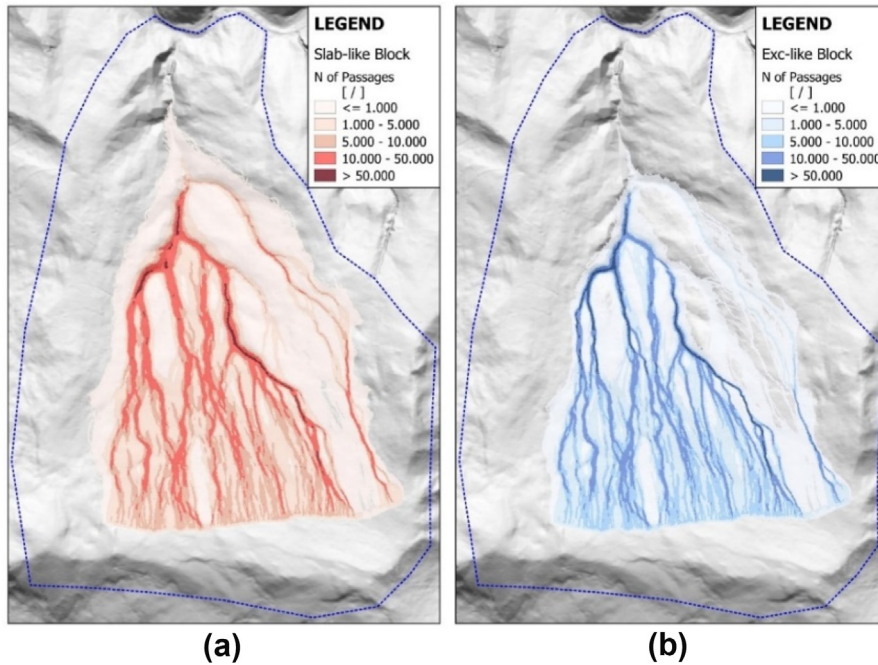 LEGEND
Slab-like Block
N of Passages
[ / ]
<= 1.000
1.000 - 5.000
5.000 - 10.000
10.000 - 50.000
> 50.000
(a)
LEGEND
Exc-like Block
N of Passages
[ / ]
<= 1.000
1.000 - 5.000
5.000 - 10.000
10.000 - 50.000
> 50.000
(b)